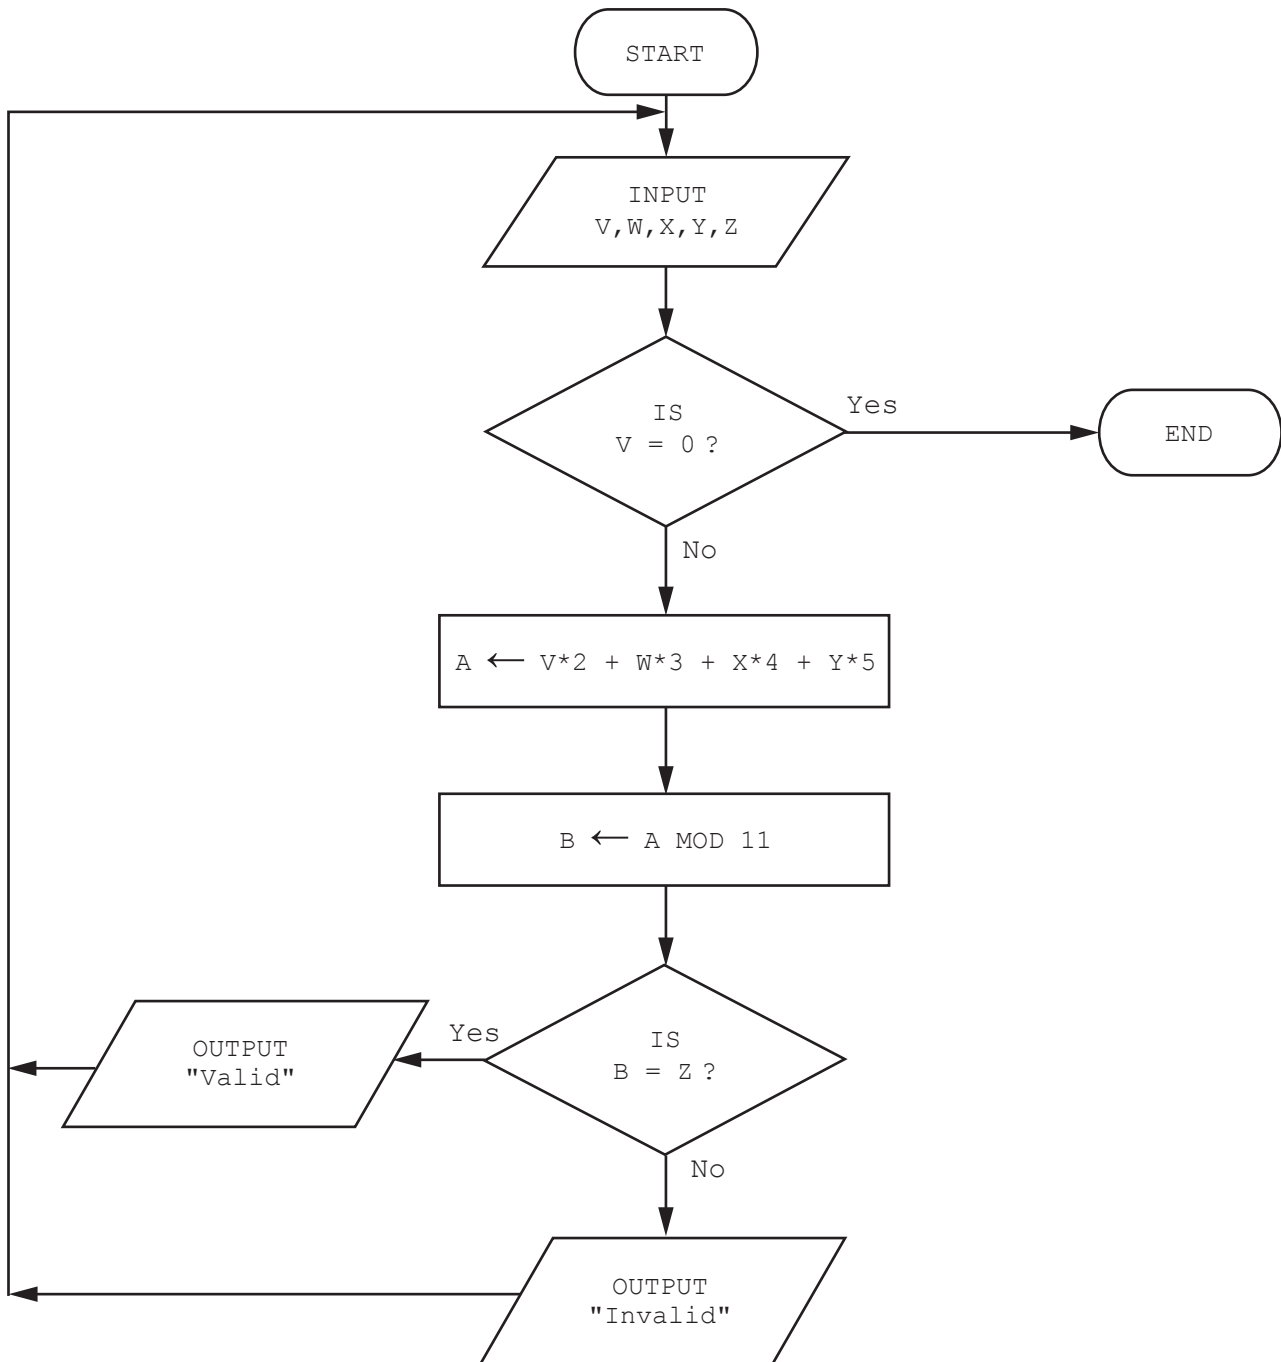 START
INPUT
V,W,X,Y,Z
IS
V = 0 ?
Yes
END
No
A ← V*2 + W*3 + X*4 + Y*5
B ← A MOD 11
IS
B = Z ?
Yes
OUTPUT
"Valid"
No
OUTPUT
"Invalid"